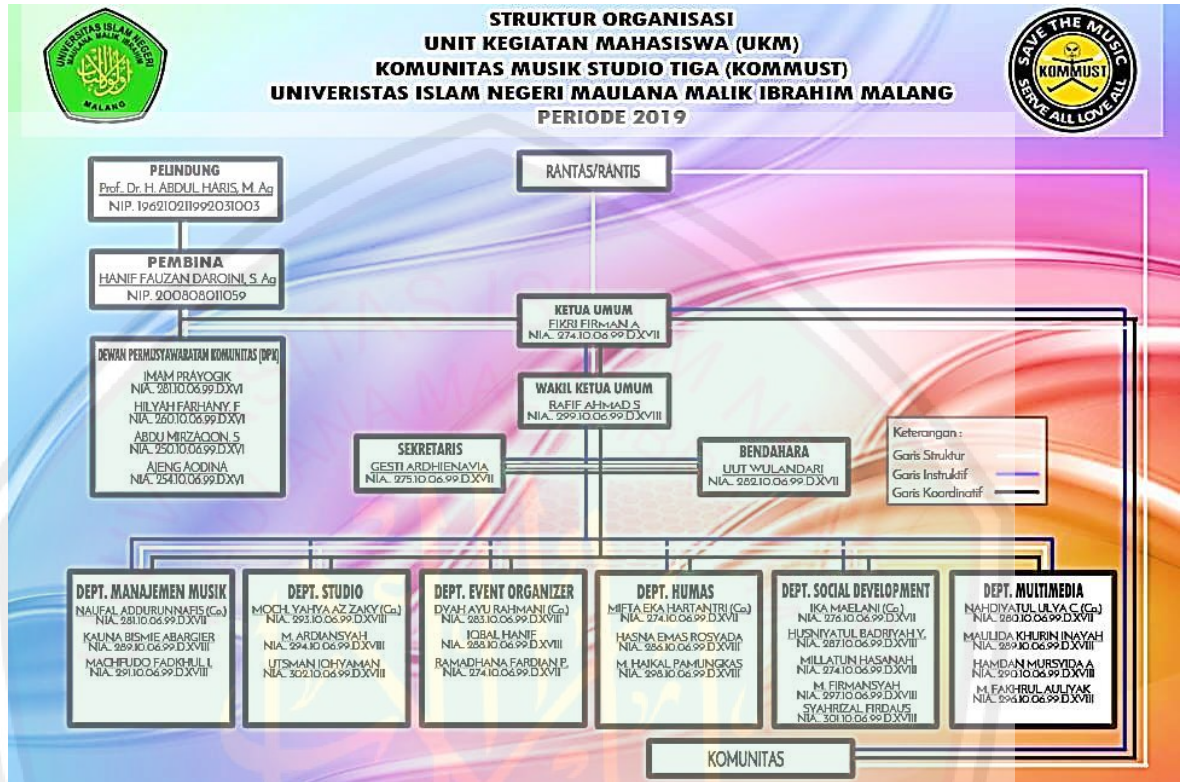 STRUKTUR ORGANISASI
UNIT KEGIATAN MAHASISWA (UKM)
KOMUNITAS MUSIK STUDIO TIGA (KOMMUST)
UNIVERISTAS ISLAM NEGERI MAULANA MALIK IBRAHIM MALANG
PERIODE 2019
UNIVERSITAS ISLAM NEGERI
MAULANA MALIK IBRAHIM
MALANG
SAVE THE MUSIC
KOMMUST
SERVE ALL LOVE ALL
PELINDUNG
Prof. Dr. H. ABDUL HARIS, M. Ag
NIP. 196210211992031003
RANTAS/RANTIS
PEMBINA
HANIF FAUZAN DAROINI, S. Ag
NIP. 200808011059
KETUA UMUM
FIKRI FIRMAN A
NIA.. 274.10.06.99.D.XVII
DEWAN PERMUSYAWARATAN KOMUNITAS (DPK)
IMAM PRAYOGIK
NIA.. 281.10.06.99.D.XVI
HILYAH FARHANY. F
NIA.. 260.10.06.99.D.XVI
ABDU MIRZAQON. S
NIA.. 250.10.06.99.D.XVI
AJENG AODINA
NIA.. 254.10.06.99.D.XVI
WAKIL KETUA UMUM
RAFIF AHMAD S
NIA.. 299.10.06.99.D.XVIII
SEKRETARIS
GESTI ARDHIENAVIA
NIA.. 275.10.06.99.D.XVII
BENDAHARA
UUT WULANDARI
NIA.. 282.10.06.99.D.XVII
Keterangan :
Garis Struktur
Garis Instruktif
Garis Koordinatif
DEPT. MANAJEMEN MUSIK
NAUFAL ADDURUNNAFIS (Co.)
NIA.. 281.10.06.99.D.XVII
KAUNA BISMIE ABARGIER
NIA.. 288.10.06.99.D.XVIII
MACHFUDO FADKHUL I.
NIA.. 291.10.06.99.D.XVIII
DEPT. STUDIO
MOCH. YAHYA AZ ZAKY (Co.)
NIA.. 293.10.06.99.D.XVIII
M. ARDIANSYAH
NIA.. 294.10.06.99.D.XVIII
UTSMAN JOHYAMAN
NIA.. 302.10.06.99.D.XVIII
DEPT. EVENT ORGANIZER
DYAH AYU RAHMANI (Co.)
NIA.. 283.10.06.99.D.XVIII
IQBAL HANIF
NIA.. 286.10.06.99.D.XVIII
RAMADHANA FARDIAN P.
NIA.. 274.10.06.99.D.XVIII
DEPT. HUMAS
MIFTA EKA HARTANTRI (Co.)
NIA.. 274.10.06.99.D.XVII
HASNA EMAS ROSYADA
NIA.. 286.10.06.99.D.XVIII
M. HAIKAL PAMUNGKAS
NIA.. 298.10.06.99.D.XVIII
DEPT. SOCIAL DEVELOPMENT
IKA MAELANI (Co.)
NIA.. 276.10.06.99.D.XVII
HUSNIYATUL BADRIYAH Y.
NIA.. 287.10.06.99.D.XVIII
MILLATUN HASANAH
NIA.. 274.10.06.99.D.XVIII
M. FIRMANSYAH
NIA.. 297.10.06.99.D.XVIII
SYAHRIZAL FIRDAUS
NIA.. 301.10.06.99.D.XVIII
DEPT. MULTIMEDIA
NAHDIYATUL ULYA C (Co.)
NIA.. 280.10.06.99.D.XVII
MAULIDA KHURIN INAYAH
NIA.. 289.10.06.99.D.XVIII
HAMDAN MURSYIDA A
NIA.. 290.10.06.99.D.XVIII
M. FAKHRUL AULIYAK
NIA.. 296.10.06.99.D.XVIII
KOMUNITAS